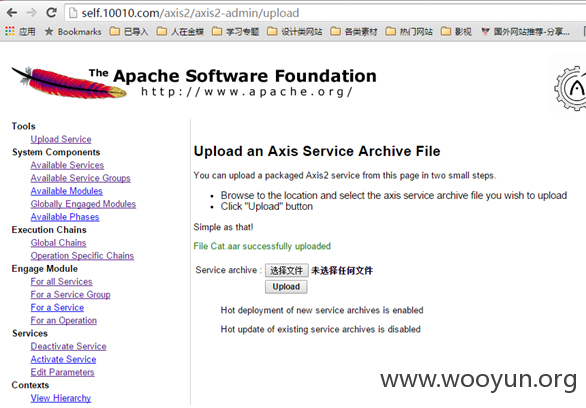 self.10010.com/axis2/axis2-admin/upload
应用 Bookmarks 已导入 人在金蝶 学习专题 设计类网站 各类素材 热门网站 影视 国外网站推荐-分享...
The Apache Software Foundation
http://www.apache.org/
Tools
Upload Service
System Components
Available Services
Available Service Groups
Available Modules
Globally Engaged Modules
Available Phases
Execution Chains
Global Chains
Operation Specific Chains
Engage Module
For all Services
For a Service Group
For a Service
For an Operation
Services
Deactivate Service
Activate Service
Edit Parameters
Contexts
View Hierarchy
Upload an Axis Service Archive File
You can upload a packaged Axis2 service from this page in two small steps.
• Browse to the location and select the axis service archive file you wish to upload
• Click "Upload" button
Simple as that!
File Cat.aar successfully uploaded
Service archive : 选择文件 未选择任何文件
Upload
Hot deployment of new service archives is enabled
Hot update of existing service archives is disabled
www.wooyun.org